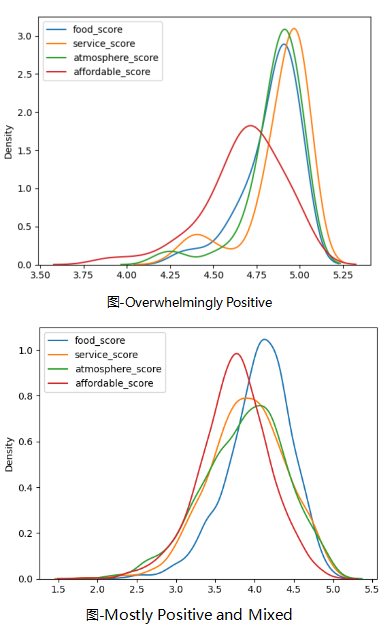 food_score
service_score
atmosphere_score
affordable_score
Density
3.0
2.5
2.0
1.5
1.0
0.5
0.0
3.50 3.75 4.00 4.25 4.50 4.75 5.00 5.25
图-Overwhelmingly Positive
food_score
service_score
atmosphere_score
affordable_score
Density
1.0
0.8
0.6
0.4
0.2
0.0
1.5 2.0 2.5 3.0 3.5 4.0 4.5 5.0 5.5
图-Mostly Positive and Mixed